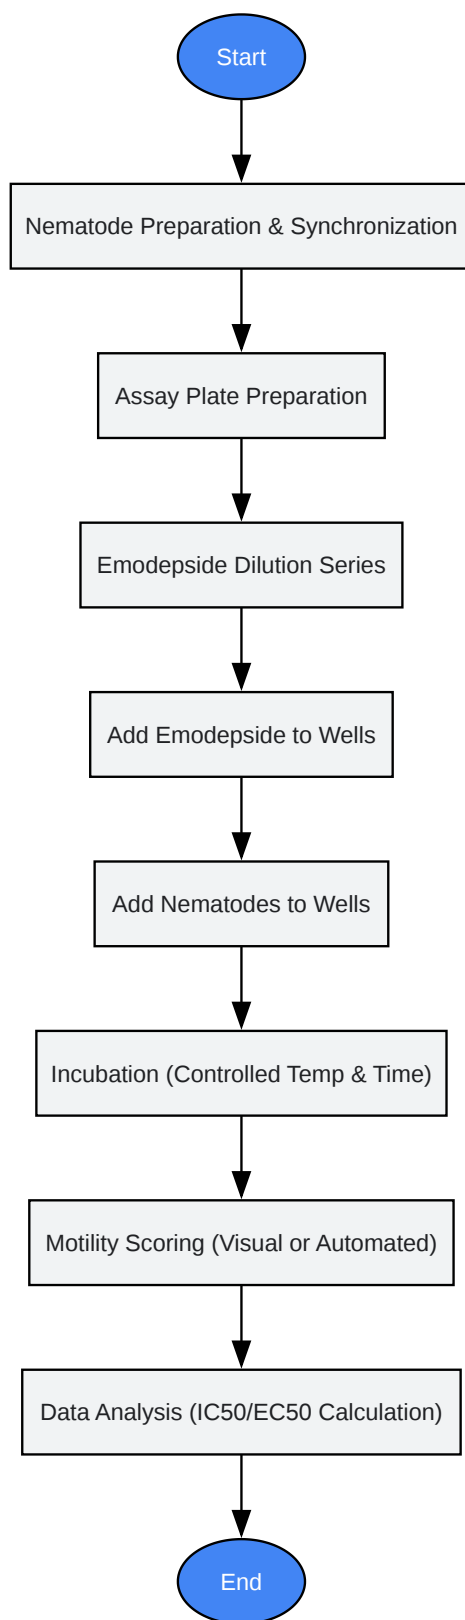 Start
Nematode Preparation & Synchronization
Assay Plate Preparation
Emodepside Dilution Series
Add Emodepside to Wells
Add Nematodes to Wells
Incubation (Controlled Temp & Time)
Motility Scoring (Visual or Automated)
Data Analysis (IC50/EC50 Calculation)
End